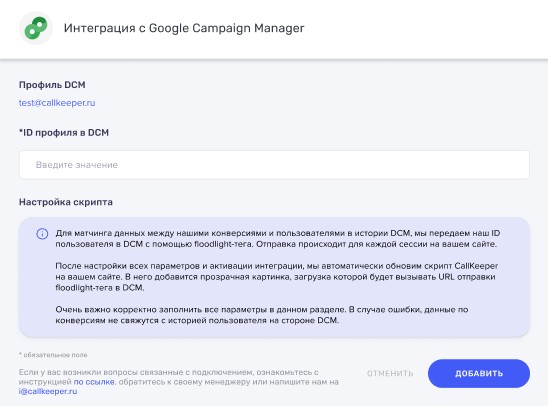 Интеграция с Google Campaign Manager
Профиль DCM
test@callkeeper.ru
*ID профиля в DCM
Введите значение
Настройка скрипта
Для матчинга данных между нашими конверсиями и пользователями в истории DCM, мы передаем наш ID
пользователя в DCM с помощью floodlight-тега. Отправка происходит для каждой сессии на вашем сайте.
После настройки всех параметров и активации интеграции, мы автоматически обновим скрипт CallKeeper
на вашем сайте. В него добавится прозрачная картинка, загрузка которой будет вызывать URL отправки
floodlight-тега в DCM.
Очень важно корректно заполнить все параметры в данном разделе. В случае ошибки, данные по
конверсиям не свяжутся с историей пользователя на стороне DCM.
* обязательное поле
Если у вас возникли вопросы связанные с подключением, ознакомьтесь с
инструкцией по ссылке, обратитесь к своему менеджеру или напишите нам на
i@callkeeper.ru
ОТМЕНИТЬ
ДОБАВИТЬ